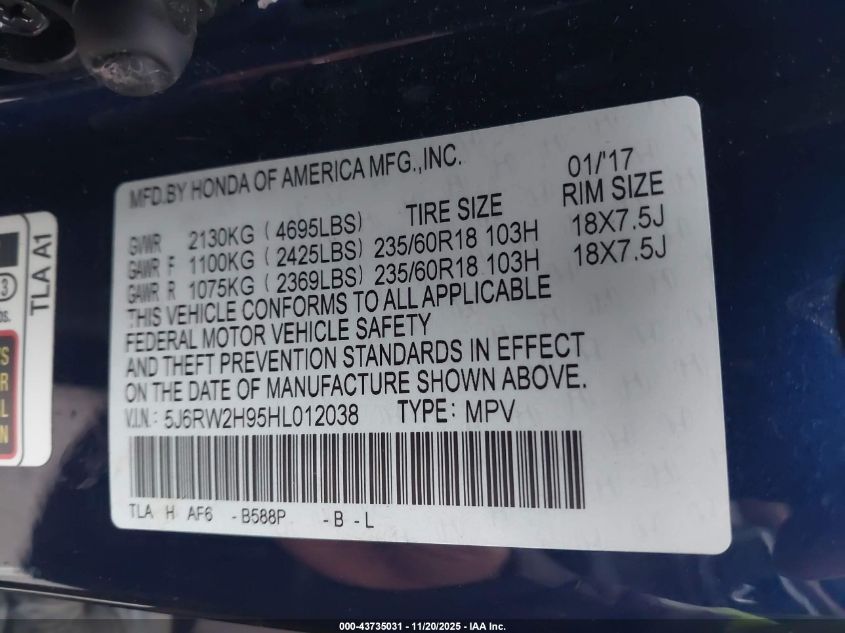 MFD.BY HONDA OF AMERICA MFG.,INC. 01/'17
TIRE SIZE RIM SIZE
GVWR 2130KG (4695LBS)
GAWR F 1100KG (2425LBS) 235/60R18 103H 18X7.5J
GAWR R 1075KG (2369LBS) 235/60R18 103H 18X7.5J
THIS VEHICLE CONFORMS TO ALL APPLICABLE
FEDERAL MOTOR VEHICLE SAFETY
AND THEFT PREVENTION STANDARDS IN EFFECT
ON THE DATE OF MANUFACTURE SHOWN ABOVE.
V.I.N.: 5J6RW2H95HL012038 TYPE: MPV
TLA H AF6 -B588P -B -L
TLA A1
000-43735031 - 11/20/2025 - IAA Inc.